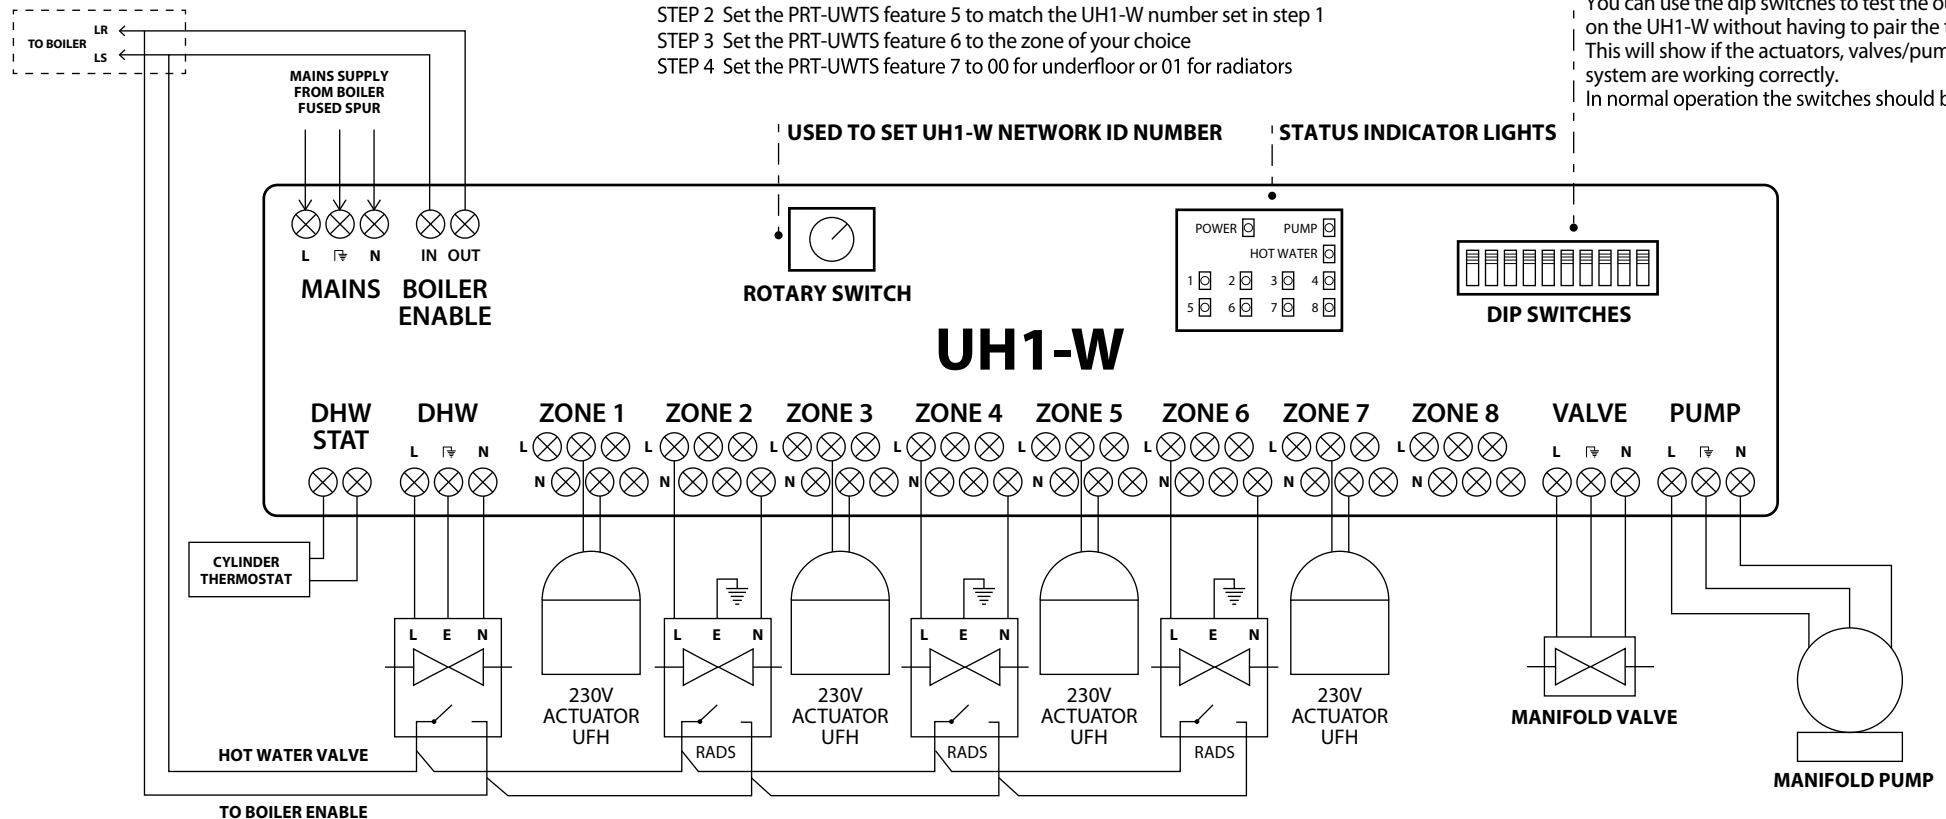 STEP 2 Set the PRT-UWTS feature 5 to match the UH1-W number set in step 1
STEP 3 Set the PRT-UWTS feature 6 to the zone of your choice
STEP 4 Set the PRT-UWTS feature 7 to 00 for underfloor or 01 for radiators
You can use the dip switches to test the
on the UH1-W without having to pair the
This will show if the actuators,
system are working correctly.
In normal operation the switches should
LR
TO BOILER
LS
MAINS SUPPLY
FROM BOILER
FUSED SPUR
USED TO SET UH1-W NETWORK ID NUMBER
STATUS INDICATOR LIGHTS
L N
MAINS
IN OUT
BOILER
ENABLE
ROTARY SWITCH
POWER PUMP
HOT WATER
1 2 3 4
5 6 7 8
DIP SWITCHES
UH1-W
DHW
STAT
DHW
L N
ZONE 1
L
N
ZONE 2
L
N
ZONE 3
L
N
ZONE 4
L
N
ZONE 5
L
N
ZONE 6
L
N
ZONE 7
L
N
ZONE 8
L
N
VALVE
L N
PUMP
L N
CYLINDER
THERMOSTAT
L E N
230V
ACTUATOR
UFH
L E N
RADS
230V
ACTUATOR
UFH
L E N
RADS
230V
ACTUATOR
UFH
L E N
RADS
230V
ACTUATOR
UFH
MANIFOLD VALVE
MANIFOLD PUMP
HOT WATER VALVE
TO BOILER ENABLE